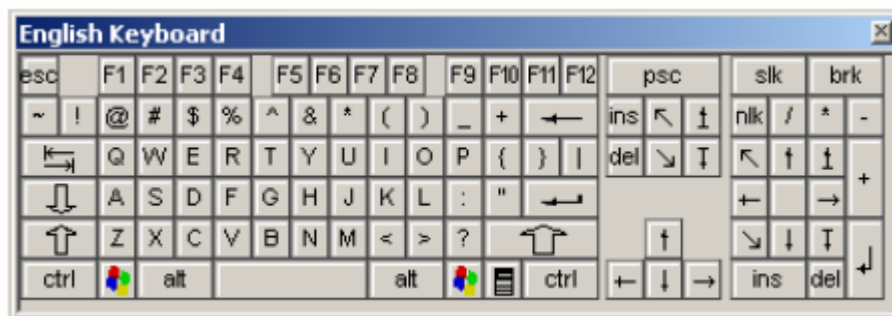 English Keyboard
esc F1 F2 F3 F4 F5 F6 F7 F8 F9 F10 F11 F12 psc slk brk
~ ! @ # $ % ^ & * ( ) _ + ← ins ↖ ↥ nlk / * -
↹ Q W E R T Y U I O P { } | del ↘ ↧ ↖ ↑ ↥ +
⇩ A S D F G H J K L : " ↵ ← →
⇧ Z X C V B N M < > ? ⇧ ↑ ↘ ↓ ↧ ↵
ctrl alt alt ctrl ← ↓ → ins del